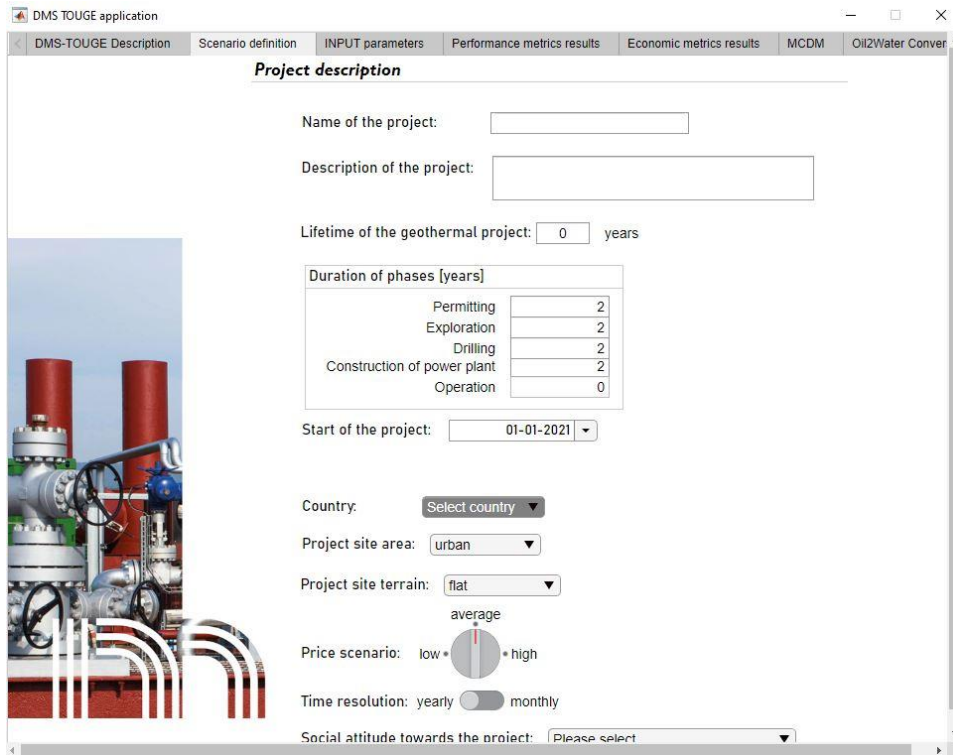 DMS TOUGE application
DMS-TOUGE Description Scenario definition INPUT parameters Performance metrics results Economic metrics results MCDM Oil2Water Conver
Project description
Name of the project:
Description of the project:
Lifetime of the geothermal project: 0 years
Duration of phases [years]
Permitting 2
Exploration 2
Drilling 2
Construction of power plant 2
Operation 0
Start of the project: 01-01-2021
Country: Select country
Project site area: urban
Project site terrain: flat
average
Price scenario: low high
Time resolution: yearly monthly
Social attitude towards the project: Please select